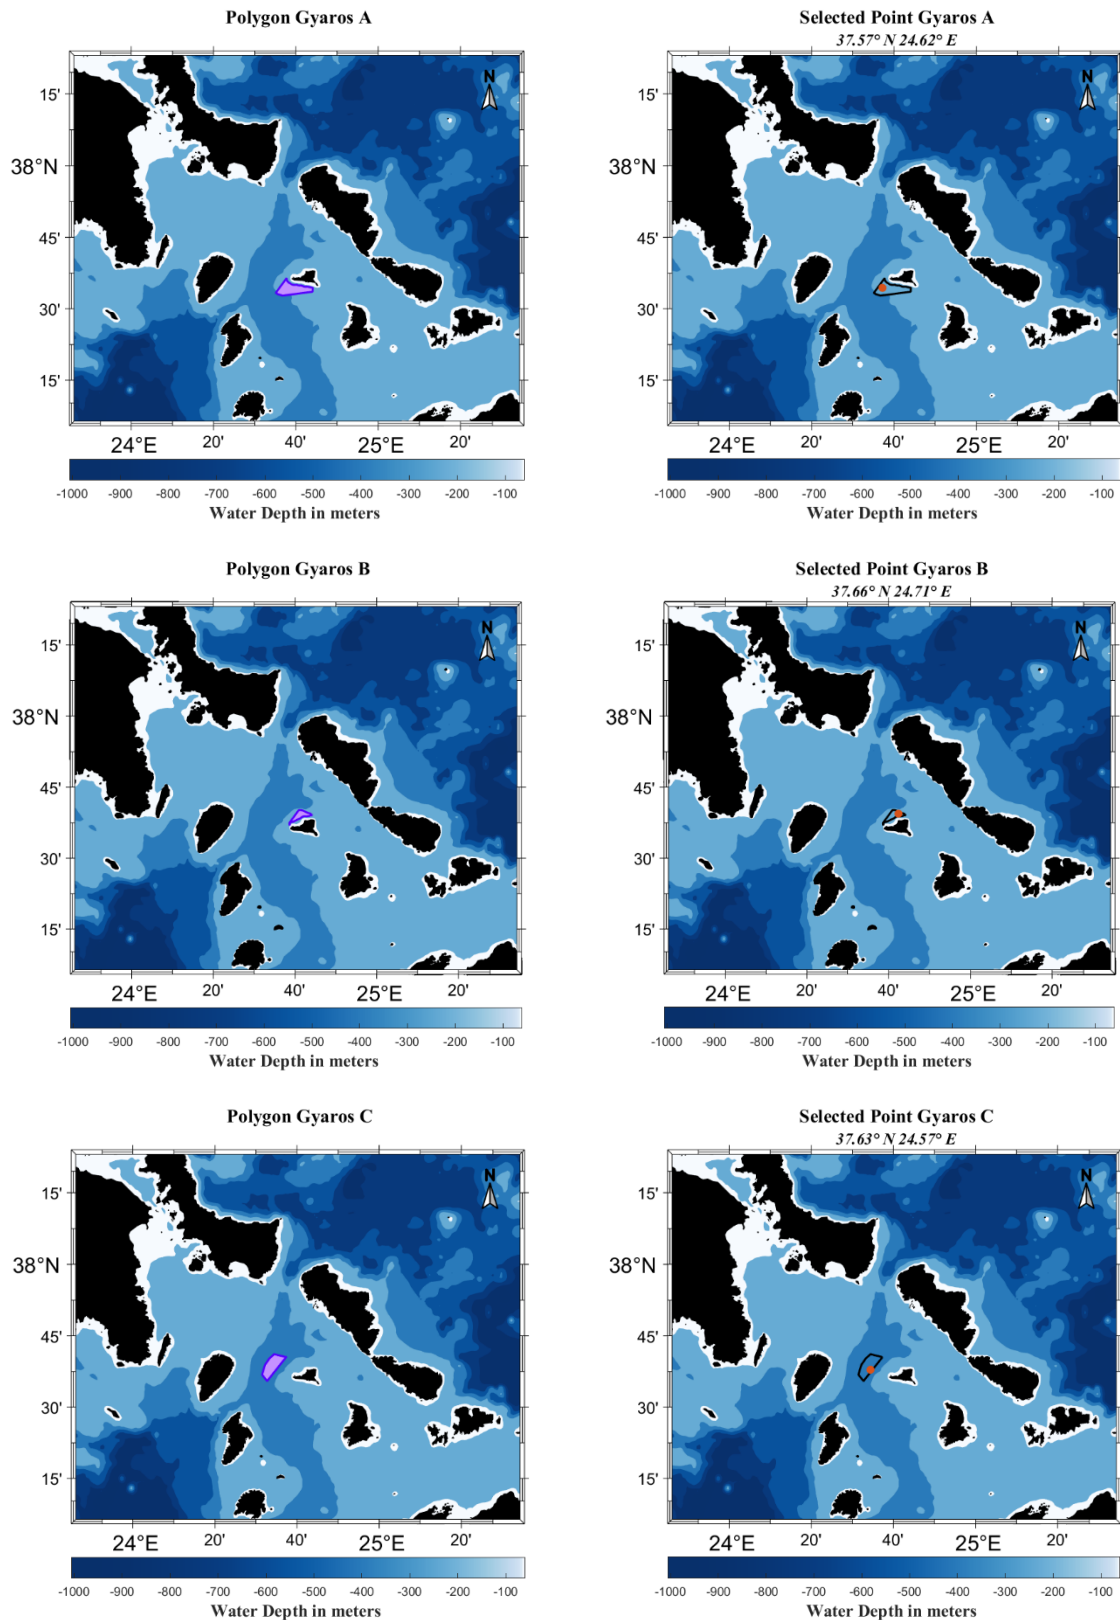 Polygon Gyaros A
N
15'
38°N
45'
30'
15'
24°E 20' 40' 25°E 20'
-1000 -900 -800 -700 -600 -500 -400 -300 -200 -100
Water Depth in meters
Selected Point Gyaros A
37.57° N 24.62° E
N
15'
38°N
45'
30'
15'
24°E 20' 40' 25°E 20'
-1000 -900 -800 -700 -600 -500 -400 -300 -200 -100
Water Depth in meters
Polygon Gyaros B
N
15'
38°N
45'
30'
15'
24°E 20' 40' 25°E 20'
-1000 -900 -800 -700 -600 -500 -400 -300 -200 -100
Water Depth in meters
Selected Point Gyaros B
37.66° N 24.71° E
N
15'
38°N
45'
30'
15'
24°E 20' 40' 25°E 20'
-1000 -900 -800 -700 -600 -500 -400 -300 -200 -100
Water Depth in meters
Polygon Gyaros C
N
15'
38°N
45'
30'
15'
24°E 20' 40' 25°E 20'
-1000 -900 -800 -700 -600 -500 -400 -300 -200 -100
Water Depth in meters
Selected Point Gyaros C
37.63° N 24.57° E
N
15'
38°N
45'
30'
15'
24°E 20' 40' 25°E 20'
-1000 -900 -800 -700 -600 -500 -400 -300 -200 -100
Water Depth in meters